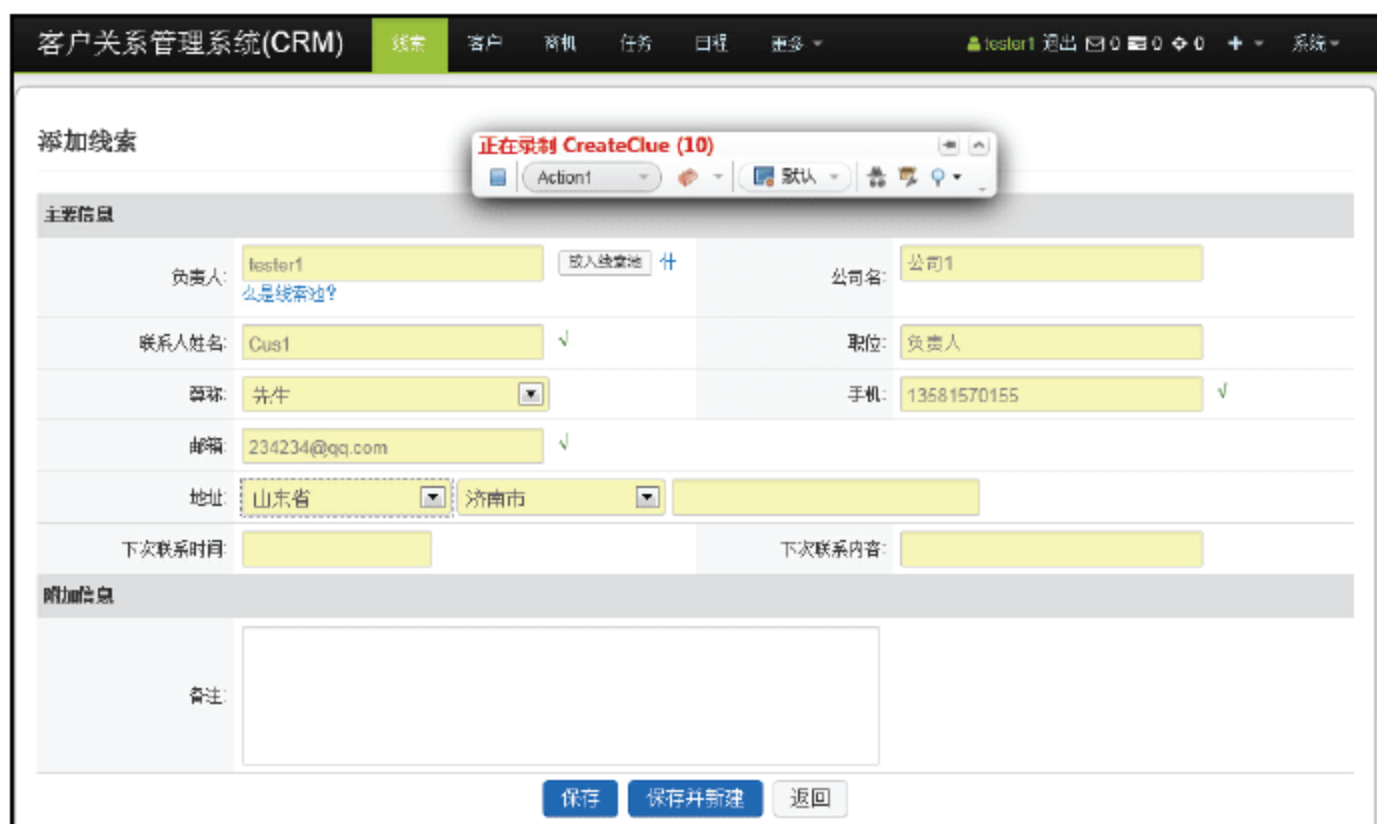 客户关系管理系统(CRM) 线索 客户 商机 任务 日程 更多 tester1 退出 0 0 0 + 系统
添加线索
正在录制 CreateClue (10)
Action1 默认
主要信息
负责人: tester1 放入线索池 什
么是线索池? 公司名: 公司1
联系人姓名: Cus1 √ 职位: 负责人
尊称: 先生 手机: 13581570155 √
邮箱: 234234@qq.com √
地址: 山东省 济南市
下次联系时间: 下次联系内容:
附加信息
备注:
保存 保存并新建 返回